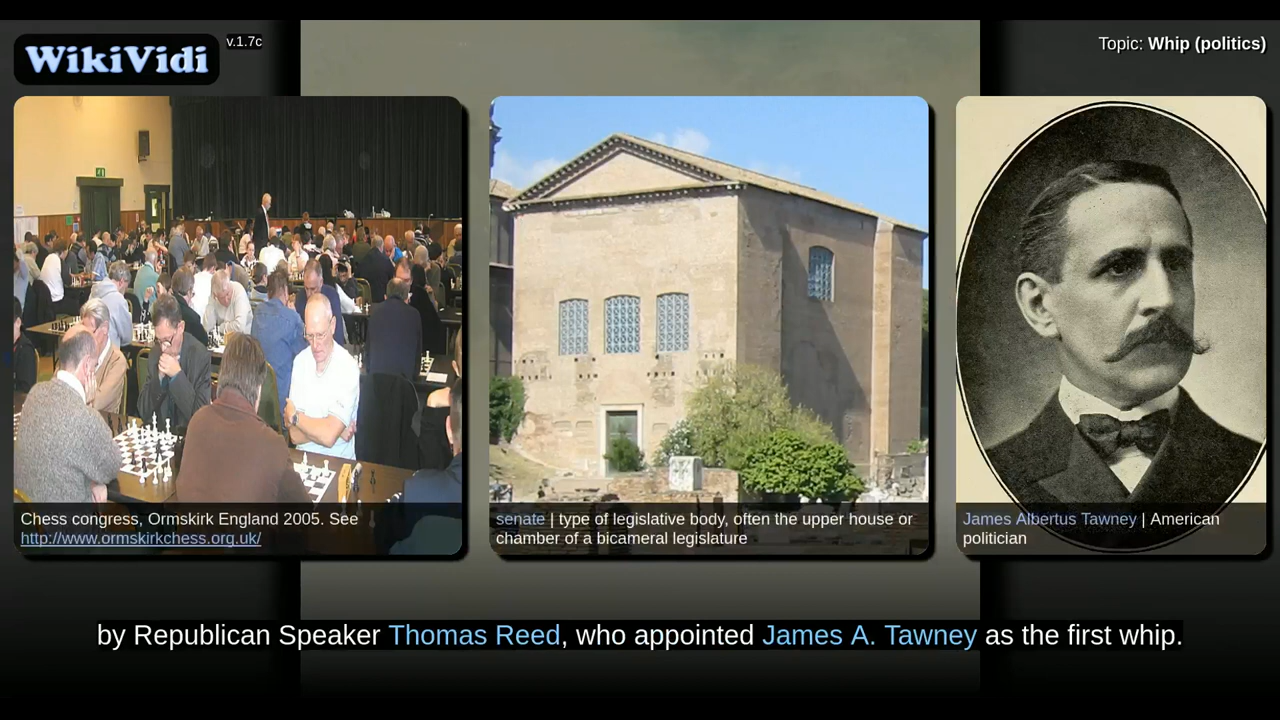 WikiVidi
v.1.7c
Topic: Whip (politics)
Chess congress, Ormskirk England 2005. See
http://www.ormskirkchess.org.uk/
senate | type of legislative body, often the upper house or
chamber of a bicameral legislature
James Albertus Tawney | American
politician
by Republican Speaker Thomas Reed, who appointed James A. Tawney as the first whip.